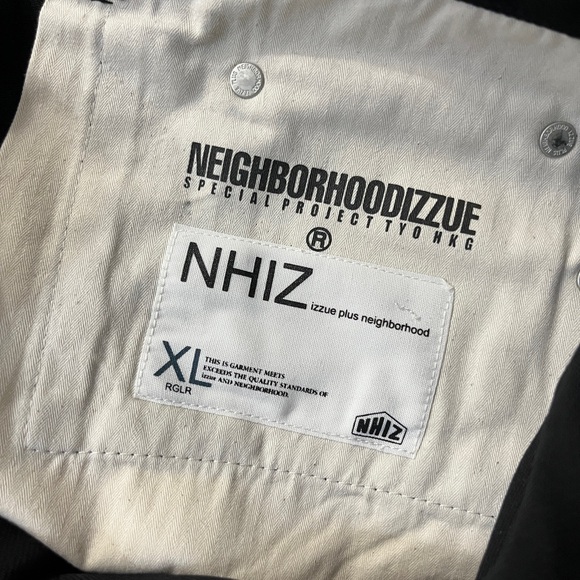 NEIGHBORHOODIZZUE
SPECIAL PROJECT TYO HKG
®
NHIZ izzue plus neighborhood
XL
RGLR
THIS IS GARMENT MEETS
EXCEEDS THE QUALITY STANDARDS OF
izzue AND NEIGHBORHOOD.
NHIZ